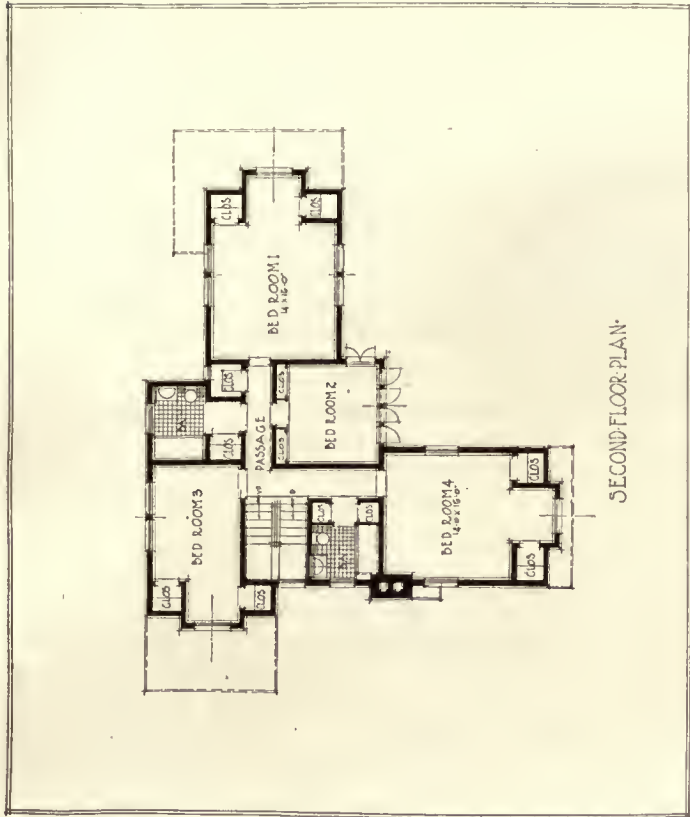 CLOS
CLOS
BED ROOM 1
14 X 16-0"
BATH
CLOS
CLOS
PASSAGE
CLOS
CLOS
BED ROOM 2
BED ROOM 3
CLOS
CLOS
CLOS
CLOS
BATH
BED ROOM 4
14-0 X 16-0"
CLOS
CLOS
SECOND·FLOOR·PLAN·